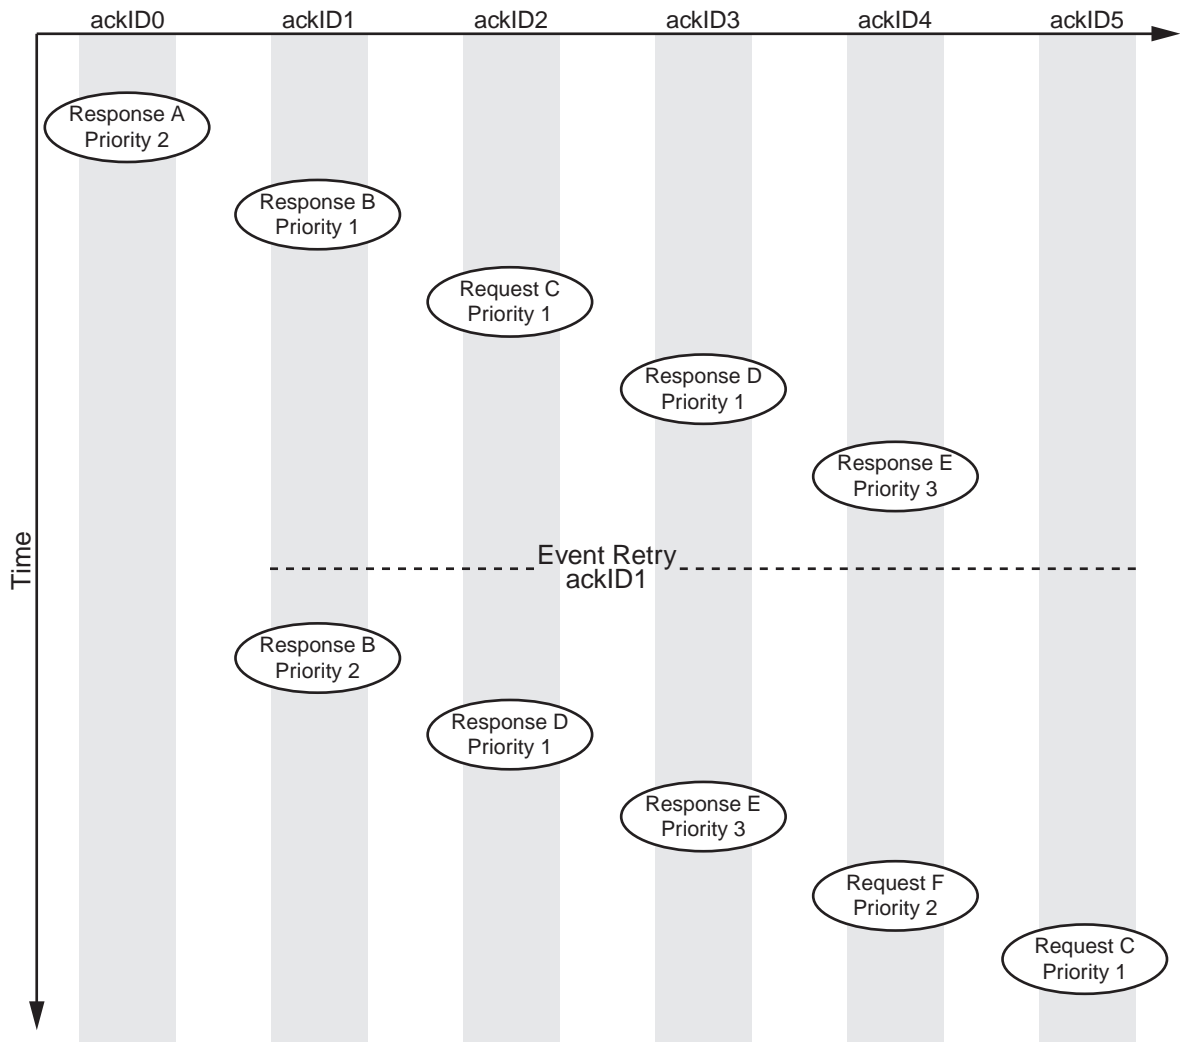 ackID0
ackID1
ackID2
ackID3
ackID4
ackID5
Response A
Priority 2
Response B
Priority 1
Request C
Priority 1
Response D
Priority 1
Response E
Priority 3
Time
Event Retry
ackID1
Response B
Priority 2
Response D
Priority 1
Response E
Priority 3
Request F
Priority 2
Request C
Priority 1